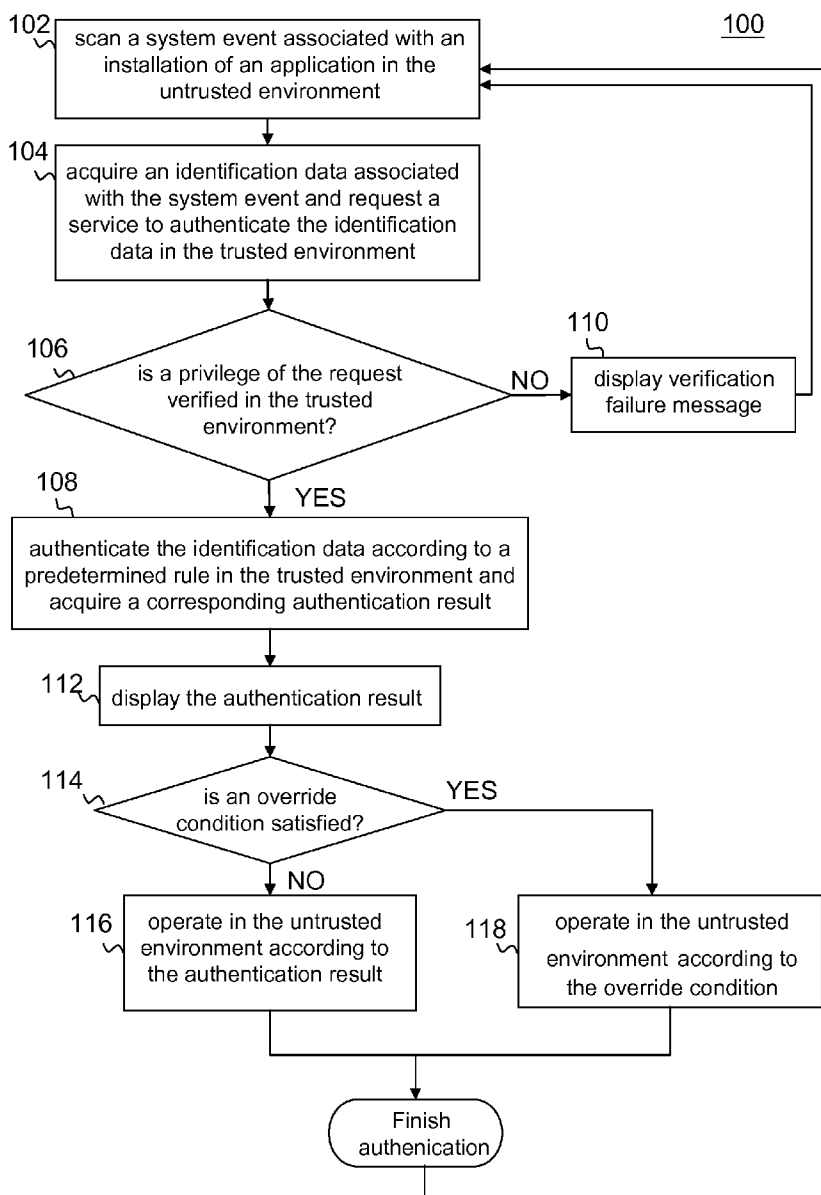 100
102
scan a system event associated with an
installation of an application in the
untrusted environment
104
acquire an identification data associated
with the system event and request a
service to authenticate the identification
data in the trusted environment
106
is a privilege of the request
verified in the trusted
environment?
NO
110
display verification
failure message
YES
108
authenticate the identification data according to a
predetermined rule in the trusted environment and
acquire a corresponding authentication result
112
display the authentication result
114
is an override
condition satisfied?
YES
NO
116
operate in the untrusted
environment according to
the authentication result
118
operate in the untrusted
environment according to
the override condition
Finish
authenication